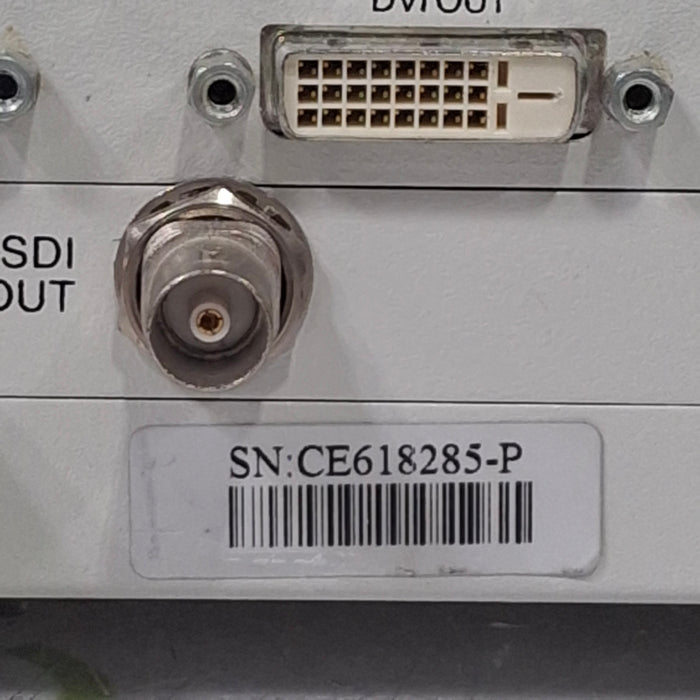 DVI OUT
SDI
OUT
SN:CE618285-P